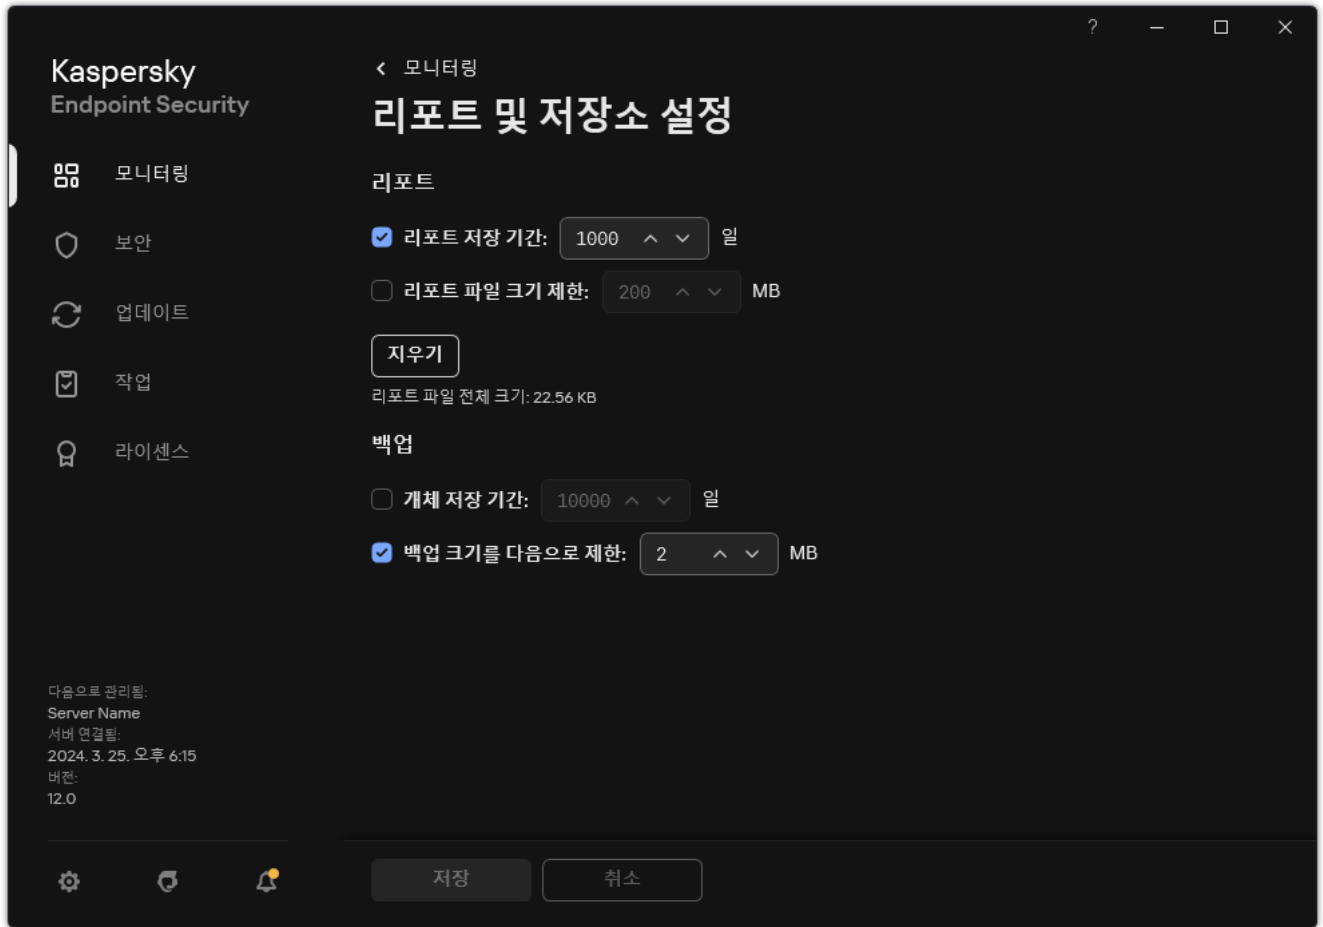 ?
Kaspersky
Endpoint Security
모니터링
보안
업데이트
작업
라이센스
다음으로 관리됨:
Server Name
서버 연결됨:
2024. 3. 25. 오후 6:15
버전:
12.0
모니터링
리포트 및 저장소 설정
리포트
리포트 저장 기간: 1000 일
리포트 파일 크기 제한: 200 MB
지우기
리포트 파일 전체 크기: 22.56 KB
백업
개체 저장 기간: 10000 일
백업 크기를 다음으로 제한: 2 MB
저장 취소